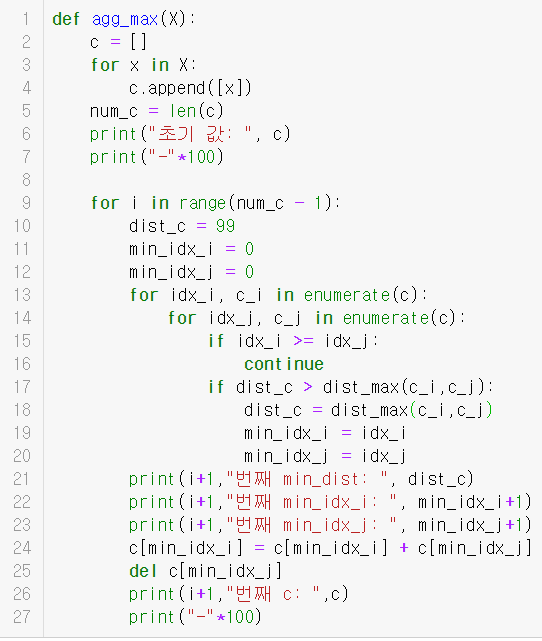 1 def agg_max(X):
2     c = []
3     for x in X:
4         c.append([x])
5     num_c = len(c)
6     print("초기 값: ", c)
7     print("-"*100)
8
9     for i in range(num_c - 1):
10         dist_c = 99
11         min_idx_i = 0
12         min_idx_j = 0
13         for idx_i, c_i in enumerate(c):
14             for idx_j, c_j in enumerate(c):
15                 if idx_i >= idx_j:
16                     continue
17                 if dist_c > dist_max(c_i,c_j):
18                     dist_c = dist_max(c_i,c_j)
19                     min_idx_i = idx_i
20                     min_idx_j = idx_j
21         print(i+1,"번째 min_dist: ", dist_c)
22         print(i+1,"번째 min_idx_i: ", min_idx_i+1)
23         print(i+1,"번째 min_idx_j: ", min_idx_j+1)
24         c[min_idx_i] = c[min_idx_i] + c[min_idx_j]
25         del c[min_idx_j]
26         print(i+1,"번째 c: ",c)
27         print("-"*100)